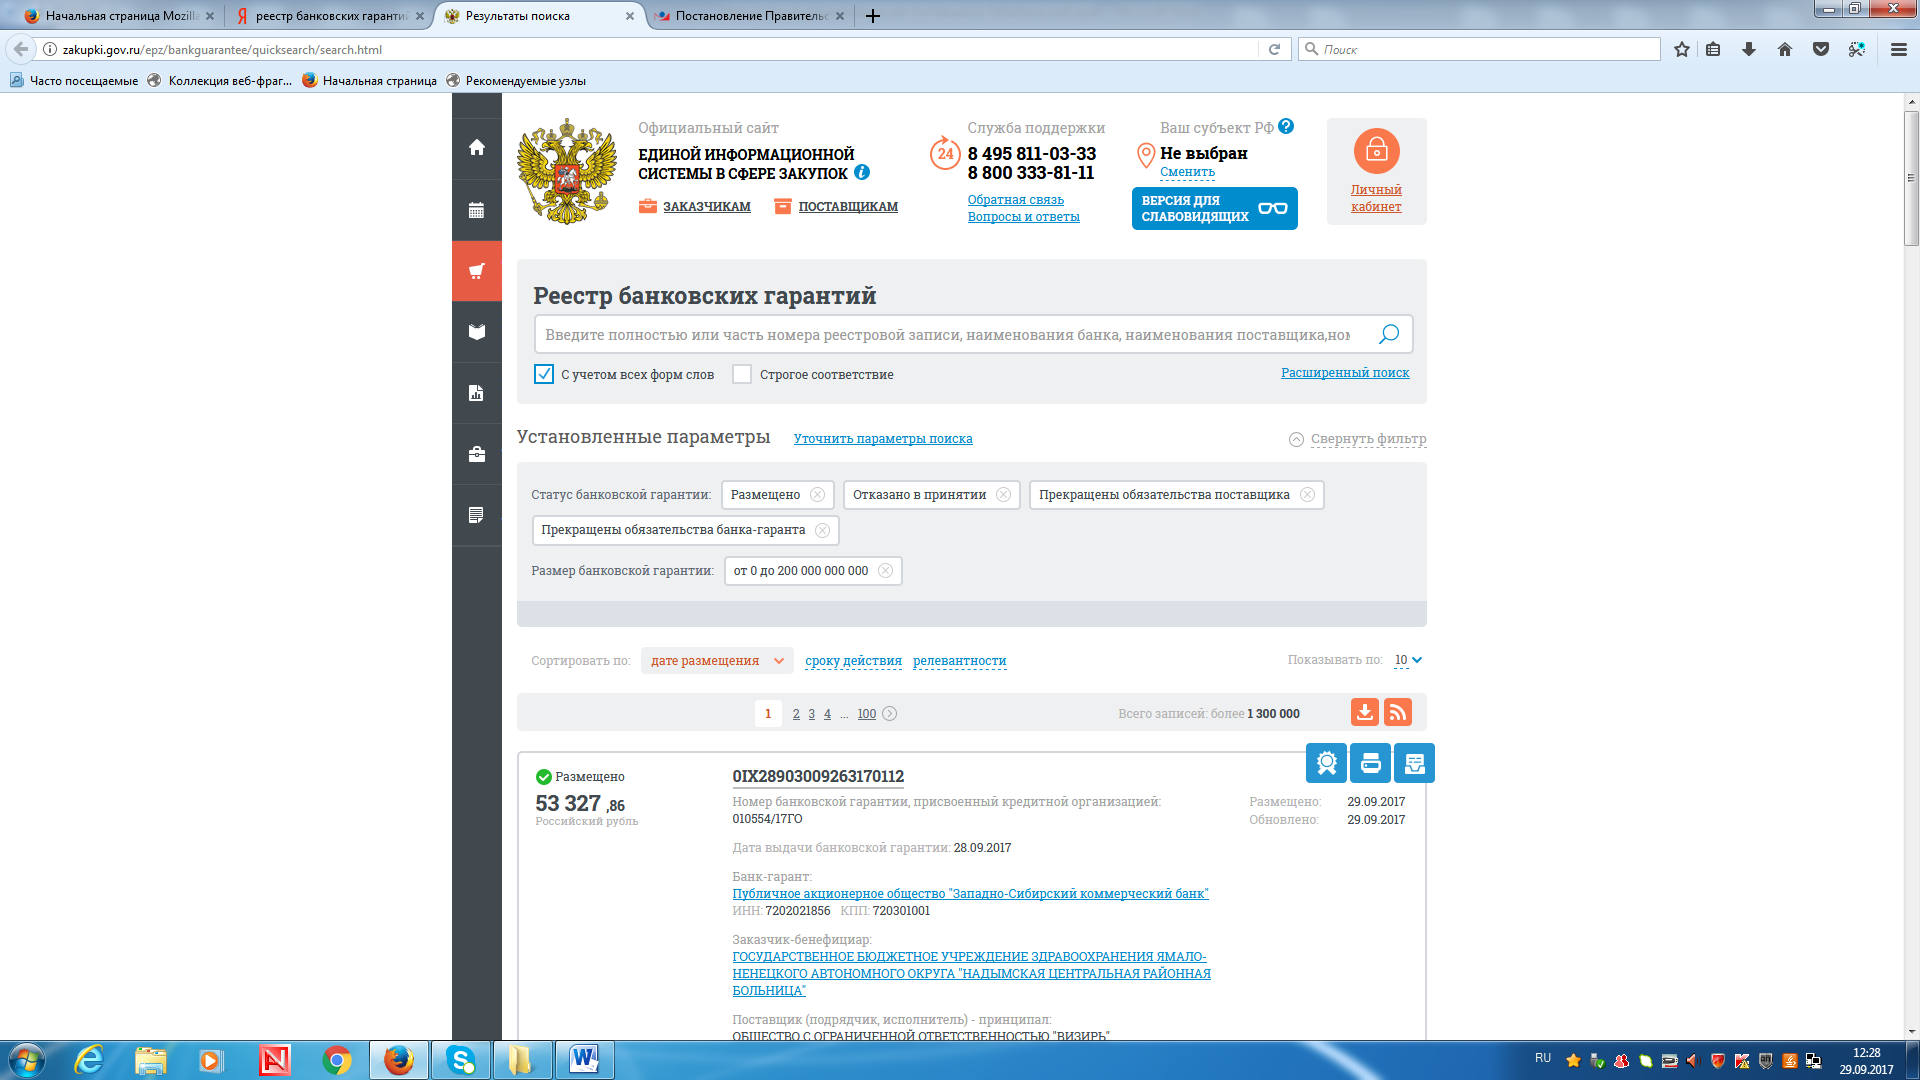 Начальная страница Mozilla
реестр банковских гарантий
Результаты поиска
Постановление Правительс
zakupki.gov.ru/epz/bankguarantee/quicksearch/search.html
Поиск
Часто посещаемые
Коллекция веб-фраг...
Начальная страница
Рекомендуемые узлы
Официальный сайт
ЕДИНОЙ ИНФОРМАЦИОННОЙ
СИСТЕМЫ В СФЕРЕ ЗАКУПОК
ЗАКАЗЧИКАМ
ПОСТАВЩИКАМ
24
Служба поддержки
8 495 811-03-33
8 800 333-81-11
Обратная связь
Вопросы и ответы
Ваш субъект РФ
Не выбран
Сменить
ВЕРСИЯ ДЛЯ
СЛАБОВИДЯЩИХ
Личный
кабинет
Реестр банковских гарантий
Введите полностью или часть номера реестровой записи, наименования банка, наименования поставщика,ном
С учетом всех форм слов
Строгое соответствие
Расширенный поиск
Установленные параметры
Уточнить параметры поиска
Свернуть фильтр
Статус банковской гарантии: Размещено Отказано в принятии Прекращены обязательства поставщика
Прекращены обязательства банка-гаранта
Размер банковской гарантии: от 0 до 200 000 000 000
Сортировать по: дате размещения сроку действия релевантности
Показывать по: 10
1 2 3 4 ... 100
Всего записей: более 1 300 000
Размещено
53 327 ,86
Российский рубль
0IX28903009263170112
Номер банковской гарантии, присвоенный кредитной организацией:
010554/17ГО
Размещено: 29.09.2017
Обновлено: 29.09.2017
Дата выдачи банковской гарантии: 28.09.2017
Банк-гарант:
Публичное акционерное общество "Западно-Сибирский коммерческий банк"
ИНН: 7202021856 КПП: 720301001
Заказчик-бенефициар:
ГОСУДАРСТВЕННОЕ БЮДЖЕТНОЕ УЧРЕЖДЕНИЕ ЗДРАВООХРАНЕНИЯ ЯМАЛО-
НЕНЕЦКОГО АВТОНОМНОГО ОКРУГА "НАДЫМСКАЯ ЦЕНТРАЛЬНАЯ РАЙОННАЯ
БОЛЬНИЦА"
Поставщик (подрядчик, исполнитель) - принципал:
ОБЩЕСТВО С ОГРАНИЧЕННОЙ ОТВЕТСТВЕННОСТЬЮ "ВИЗИРЬ"
RU
12:28
29.09.2017